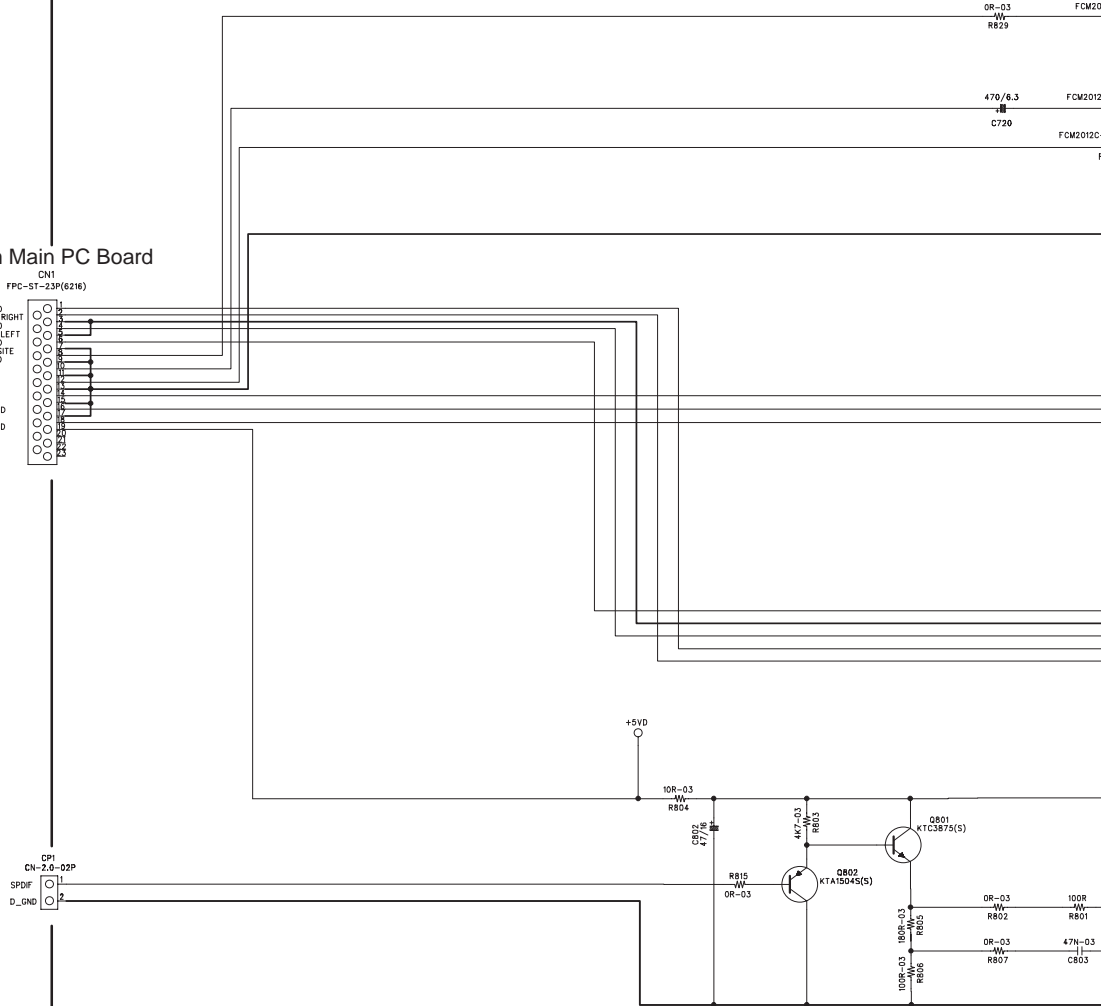 0R-03
FCM20
R829
470/6.3
FCM2012
+
C720
FCM2012C-
n Main PC Board
CN1
FPC-ST-23P(6216)
RIGHT
LEFT
SITE
D
D
1
2
3
4
5
6
7
8
9
10
11
12
13
14
15
16
17
18
19
20
21
22
23
+5VD
10R-03
R804
C802
47/16
+
4K7-03
R803
Q801
KTC3875(S)
CP1
CN-2.0-02P
SPDIF
1
D_GND
2
R815
0R-03
Q802
KTA1504S(S)
180R-03
R805
0R-03
R802
100R
R801
100R-03
R806
0R-03
R807
47N-03
C803